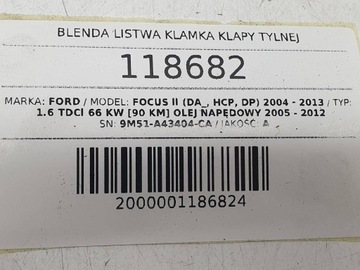 BLENDA LISTWA KLAMKA KLAPY TYLNEJ
118682
MARKA: FORD / MODEL: FOCUS II (DA_, HCP, DP) 2004 - 2013 / TYP:
1.6 TDCI 66 KW [90 KM] OLEJ NAPĘDOWY 2005 - 2012
SN: 9M51-A43404-CA / JAKOŚĆ: A
2000001186824